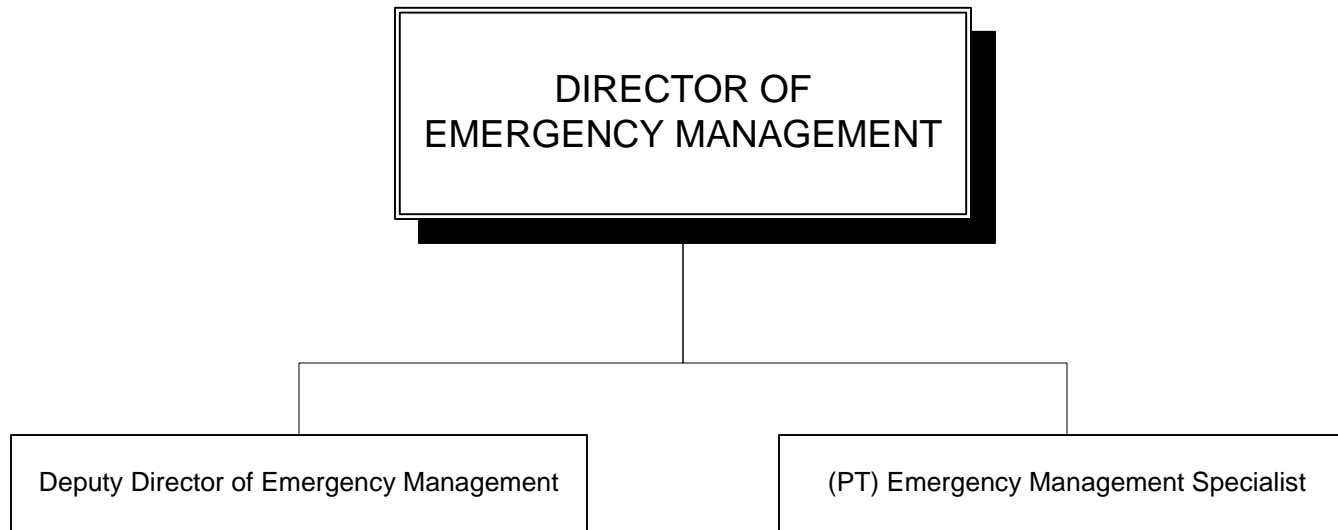 DIRECTOR OF
EMERGENCY MANAGEMENT
Deputy Director of Emergency Management
(PT) Emergency Management Specialist